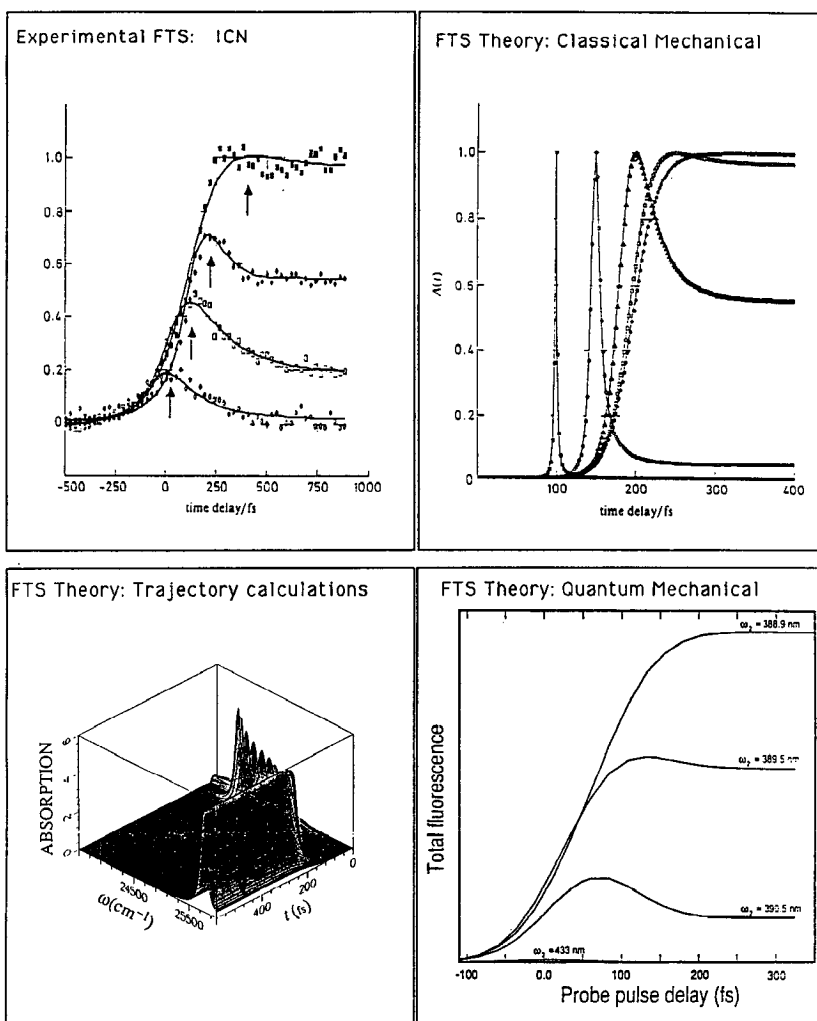 Experimental FTS: ICN
1.0
0.8
0.6
0.4
0.2
0
-500
-250
0
250
500
750
1000
time delay/fs
FTS Theory: Classical Mechanical
A(t)
1.0
0.8
0.6
0.4
0.2
100
200
300
400
time delay/fs
FTS Theory: Trajectory calculations
ABSORPTION
6
4
2
0
ω(cm⁻¹)
24500
25500
t (fs)
400
200
0
FTS Theory: Quantum Mechanical
Total fluorescence
ω₂ = 388.9 nm
ω₂ = 389.5 nm
ω₂ = 390.5 nm
ω₂ = 433 nm
-100
0.0
100
200
300
Probe pulse delay (fs)